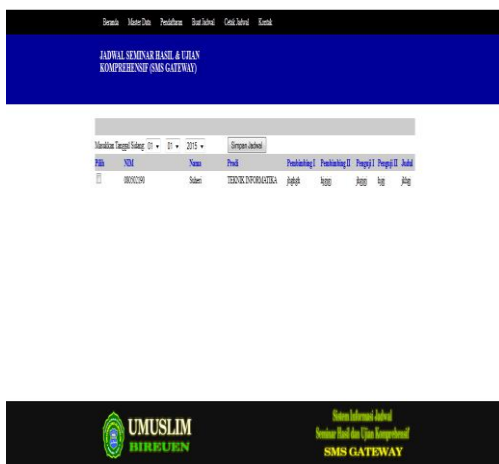 Beranda Master Data Pendaftaran Buat Jadwal Cetak Jadwal Kontak
JADWAL SEMINAR HASIL & UJIAN
KOMPREHENSIF (SMS GATEWAY)
Masukkan Tanggal Sidang 01 01 2015 Simpan Jadwal
Pilih NIM Nama Prodi Pembimbing I Pembimbing II Penguji I Penguji II Judul
Suheri TEKNIK INFORMATIKA
UMUSLIM
BIREUEN
Sistem Informasi Jadwal
Seminar Hasil dan Ujian Komprehensif
SMS GATEWAY